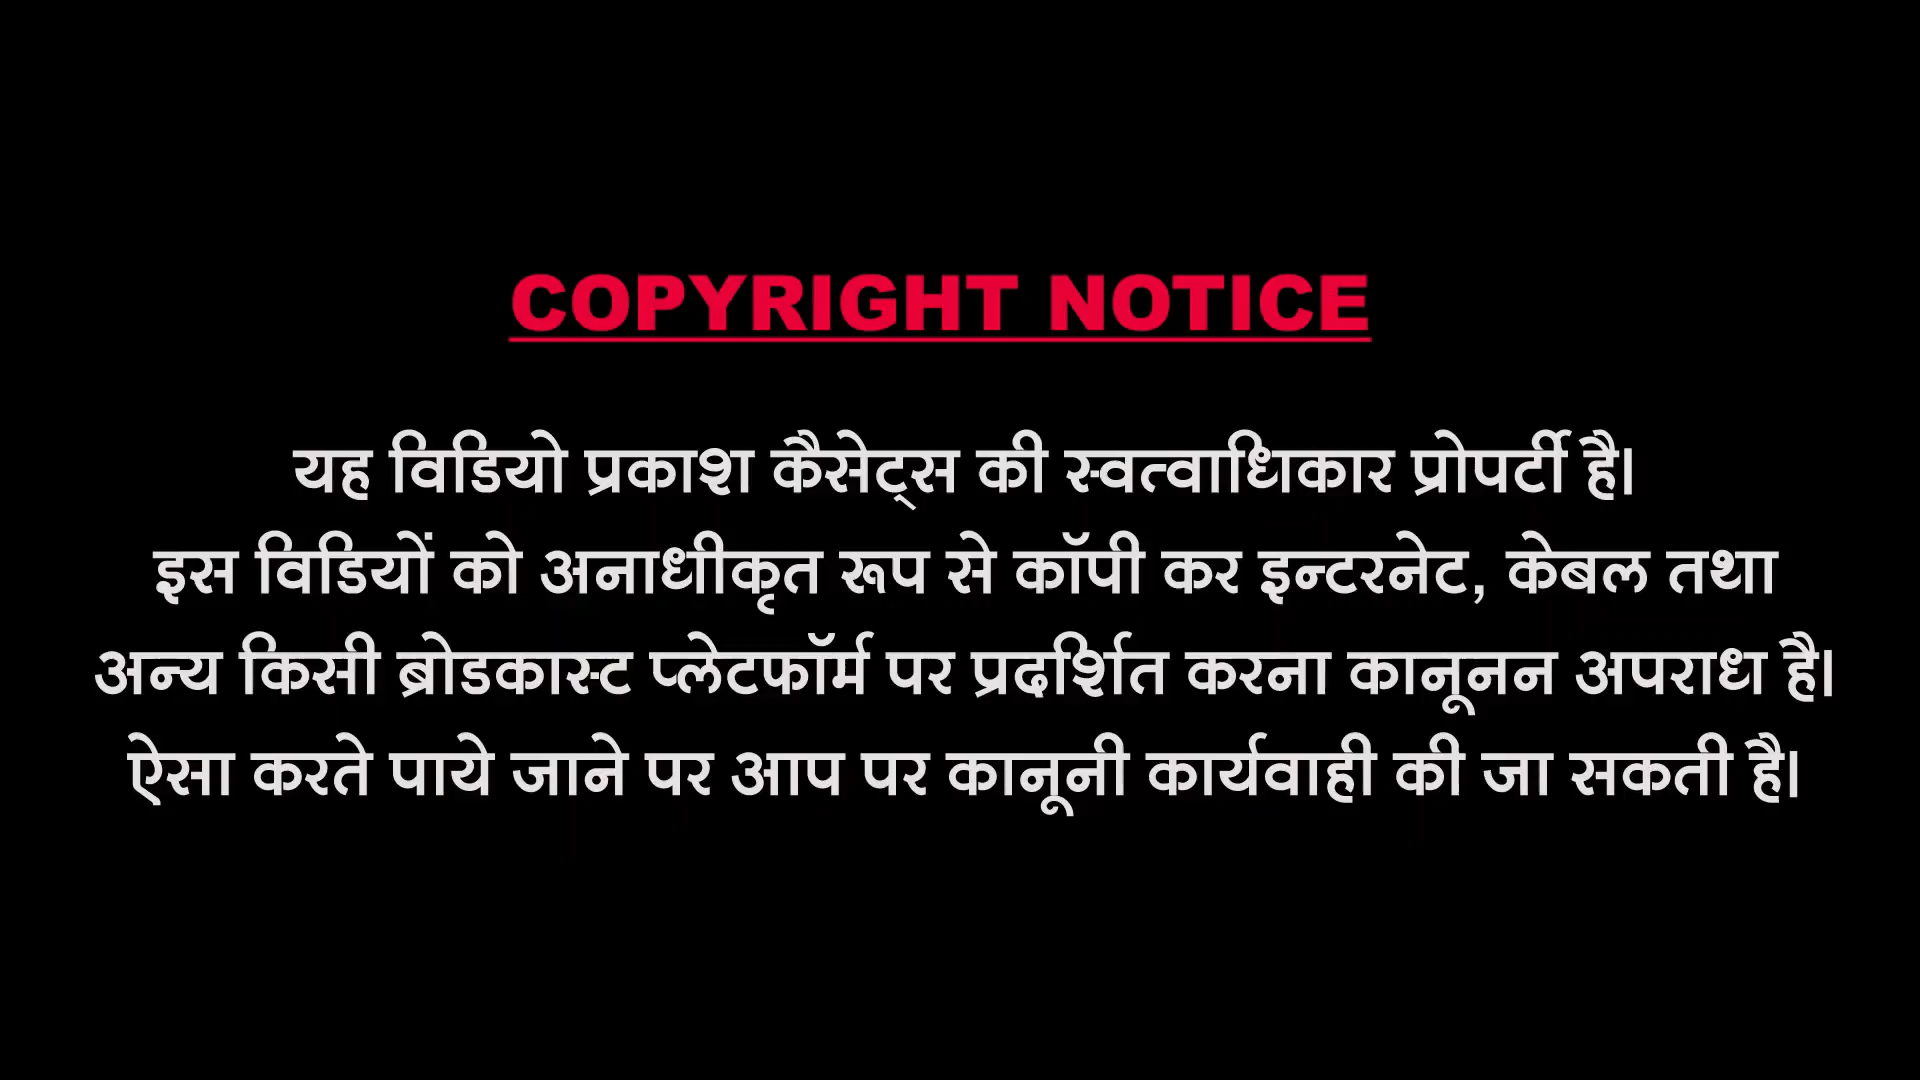 COPYRIGHT NOTICE
यह विडियो प्रकाश कैसेट्स की स्वत्वाधिकार प्रोपर्टी है।
इस विडियों को अनाधीकृत रूप से कॉपी कर इन्टरनेट, केबल तथा
अन्य किसी ब्रोडकास्ट प्लेटफॉर्म पर प्रदर्शित करना कानूनन अपराध है।
ऐसा करते पाये जाने पर आप पर कानूनी कार्यवाही की जा सकती है।